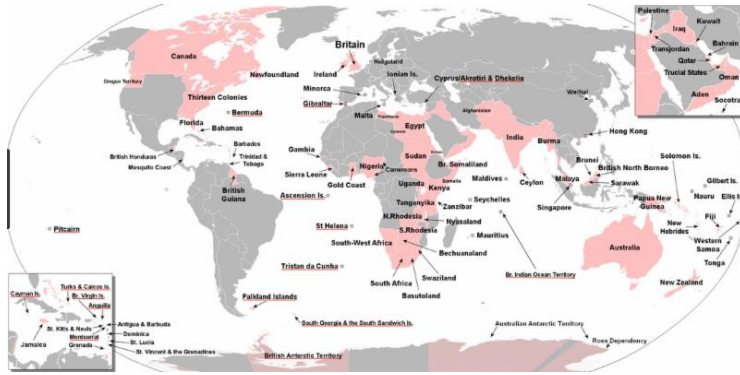 Palestine
Kuwait
Iraq
Bahrain
Transjordan
Qatar
Trucial States
Oman
Aden
Socotra
Canada
Britain
Heligoland
Newfoundland
Ireland
Ionian Is.
Oregon Territory
Minorca
Cyprus/Akrotiri & Dhekelia
Weihai
Thirteen Colonies
Gibraltar
Bermuda
Malta
Afghanistan
Florida
Bahamas
Egypt
India
Burma
Hong Kong
British Honduras
Barbados
Mosquito Coast
Trinidad &
Tobago
Gambia
Sudan
Br. Somaliland
Brunei
British North Borneo
Solomon Is.
Sierra Leone
Nigeria
Cameroons
Somalia
Maldives
Ceylon
Malaya
Sarawak
Gilbert Is.
British
Guiana
Gold Coast
Uganda
Kenya
Singapore
Papua New
Guinea
Nauru
Ellis Is
Ascension Is.
Tanganyika
Zanzibar
Seychelles
N.Rhodesia
Nyasaland
New
Hebrides
Fiji
Pitcairn
St Helena
S.Rhodesia
Mauritius
Western
Samoa
South-West Africa
Bechuanaland
Australia
Tonga
Tristan da Cunha
Swaziland
Br. Indian Ocean Territory
South Africa
Basutoland
New Zealand
Turks & Caicos Is.
Cayman Is.
Br. Virgin Is.
Anguilla
Falkland Islands
South Georgia & the South Sandwich Is.
Australian Antarctic Territory
Antigua & Barbuda
St. Kitts & Nevis
Montserrat
Dominica
Jamaica
Grenada
St. Lucia
St. Vincent & the Grenadines
Ross Dependency
British Antarctic Territory